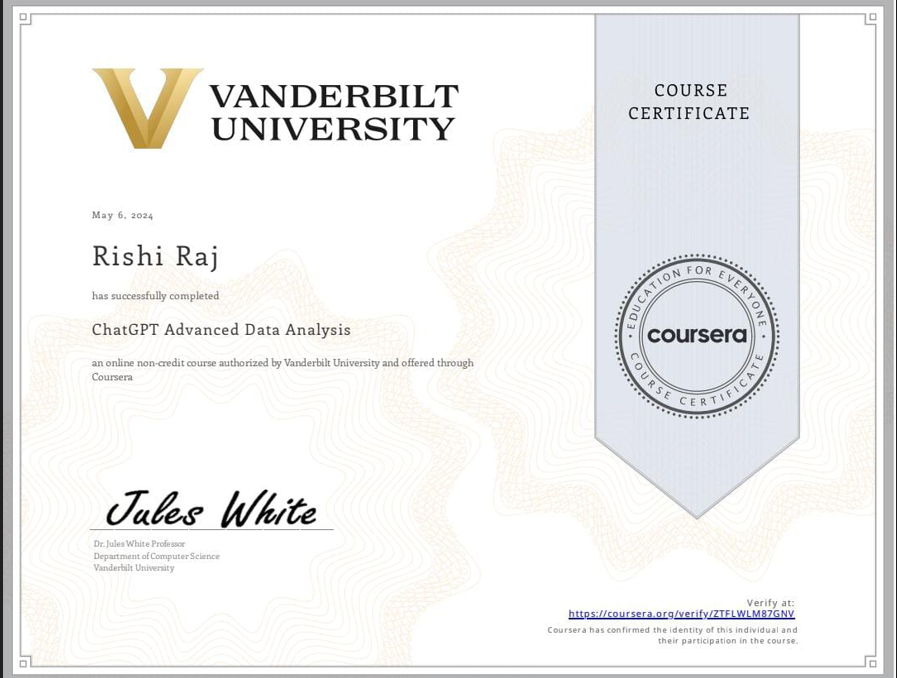 VANDERBILT
UNIVERSITY
COURSE
CERTIFICATE
May 6, 2024
Rishi Raj
has successfully completed
ChatGPT Advanced Data Analysis
an online non-credit course authorized by Vanderbilt University and offered through
Coursera
EDUCATION FOR EVERYONE
coursera
COURSE CERTIFICATE
Jules White
Dr. Jules White Professor
Department of Computer Science
Vanderbilt University
Verify at:
https://coursera.org/verify/ZTFLWLM87GNV
Coursera has confirmed the identity of this individual and
their participation in the course.